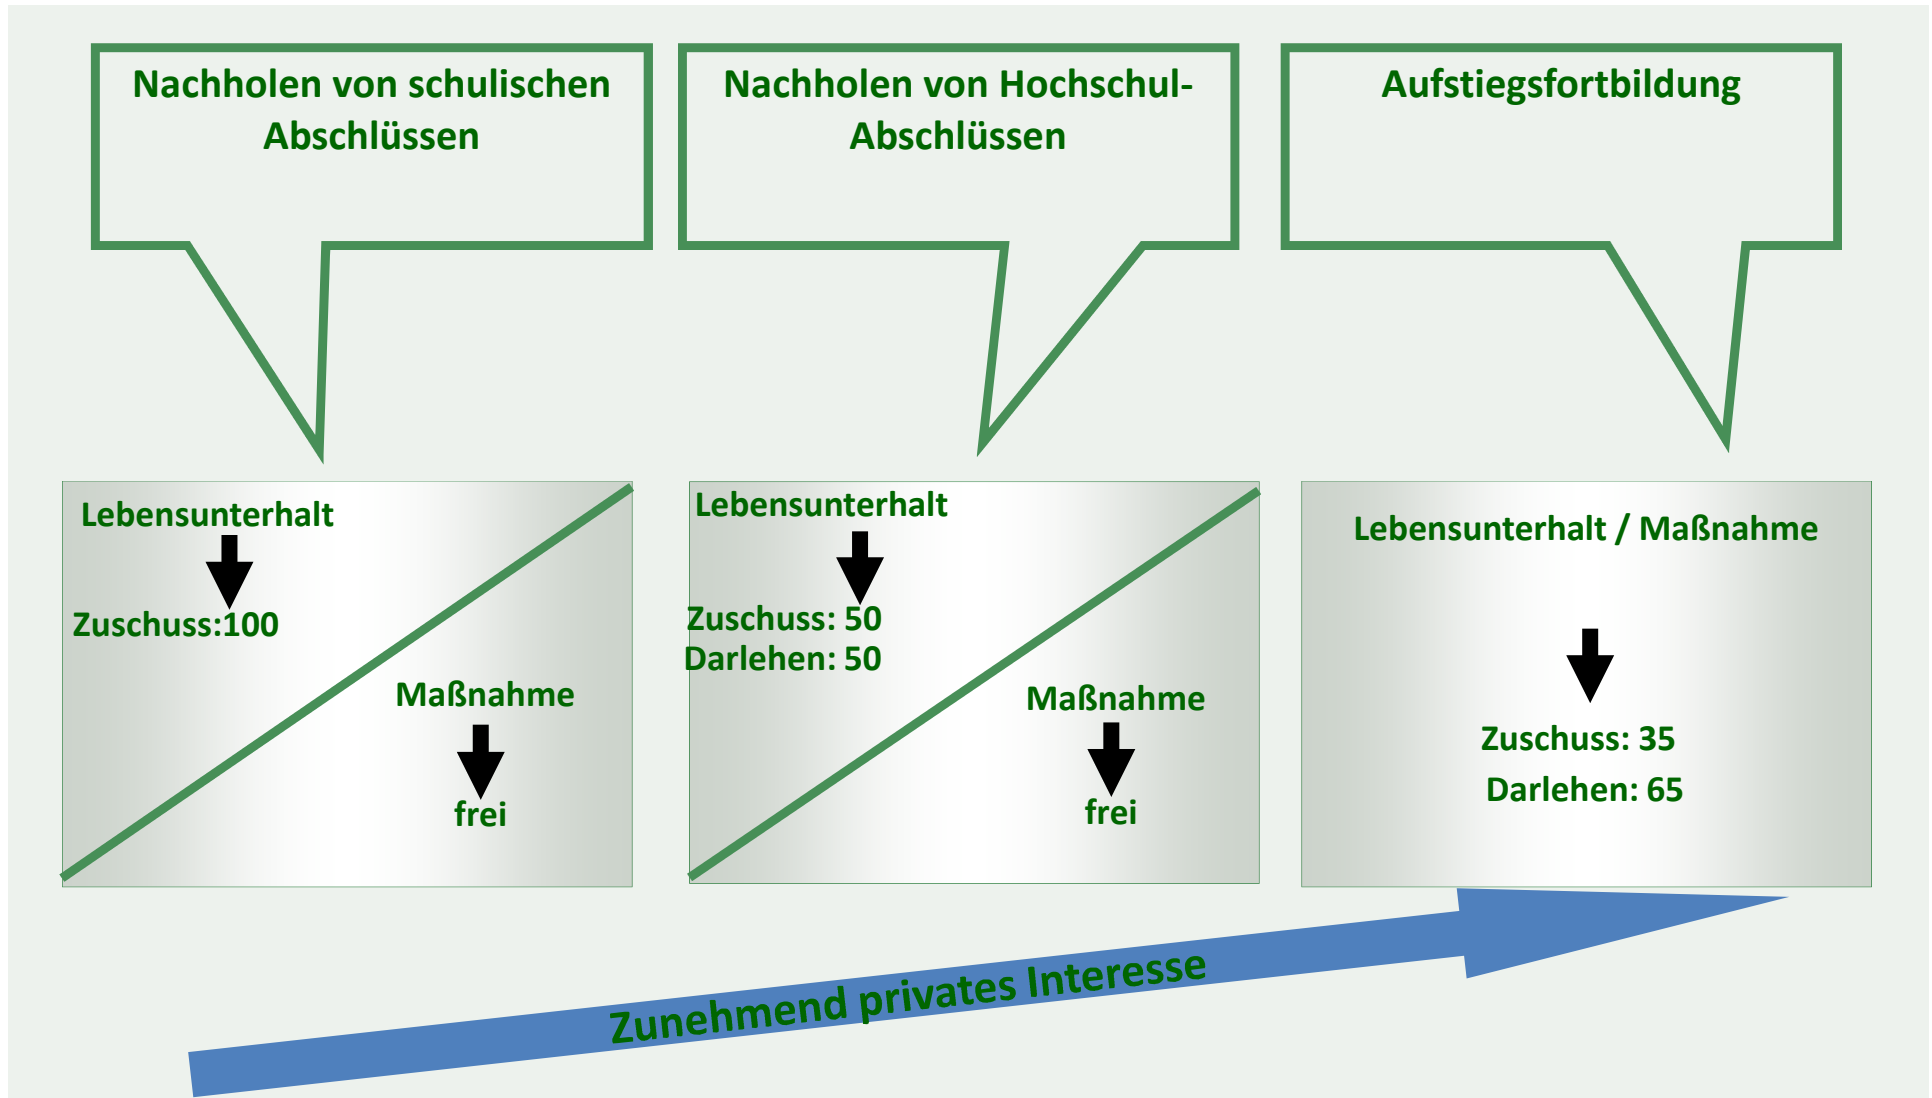 Nachholen von schulischen
Abschlüssen
Nachholen von Hochschul-
Abschlüssen
Aufstiegsfortbildung
Lebensunterhalt
Zuschuss:100
Maßnahme
frei
Lebensunterhalt
Zuschuss: 50
Darlehen: 50
Maßnahme
frei
Lebensunterhalt / Maßnahme
Zuschuss: 35
Darlehen: 65
Zunehmend privates Interesse